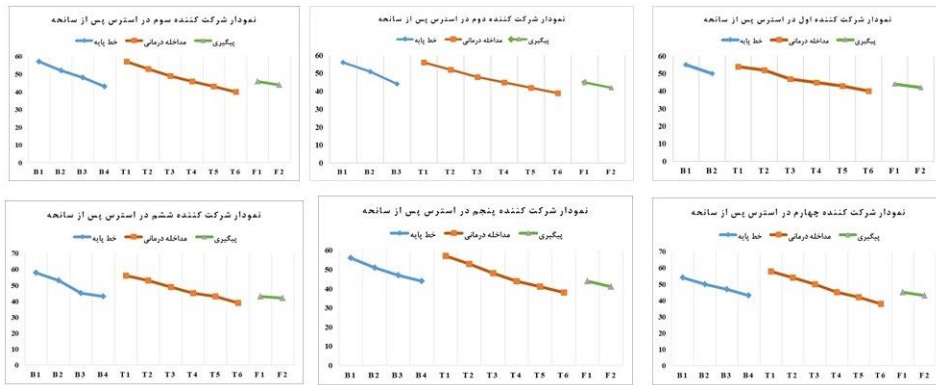 نمودار شرکت کننده اول در استرس پس از سانحه
خط پایه مداخله درمانی پیگیری
60
50
40
30
20
10
0
B1 B2 T1 T2 T3 T4 T5 T6 F1 F2
نمودار شرکت کننده دوم در استرس پس از سانحه
خط پایه مداخله درمانی پیگیری
60
50
40
30
20
10
0
B1 B2 B3 T1 T2 T3 T4 T5 T6 F1 F2
نمودار شرکت کننده سوم در استرس پس از سانحه
خط پایه مداخله درمانی پیگیری
60
50
40
30
20
10
0
B1 B2 B3 B4 T1 T2 T3 T4 T5 T6 F1 F2
نمودار شرکت کننده چهارم در استرس پس از سانحه
خط پایه مداخله درمانی پیگیری
70
60
50
40
30
20
10
0
B1 B2 B3 B4 T1 T2 T3 T4 T5 T6 F1 F2
نمودار شرکت کننده پنجم در استرس پس از سانحه
خط پایه مداخله درمانی پیگیری
60
50
40
30
20
10
0
B1 B2 B3 B4 T1 T2 T3 T4 T5 T6 F1 F2
نمودار شرکت کننده ششم در استرس پس از سانحه
خط پایه مداخله درمانی پیگیری
70
60
50
40
30
20
10
0
B1 B2 B3 B4 T1 T2 T3 T4 T5 T6 F1 F2